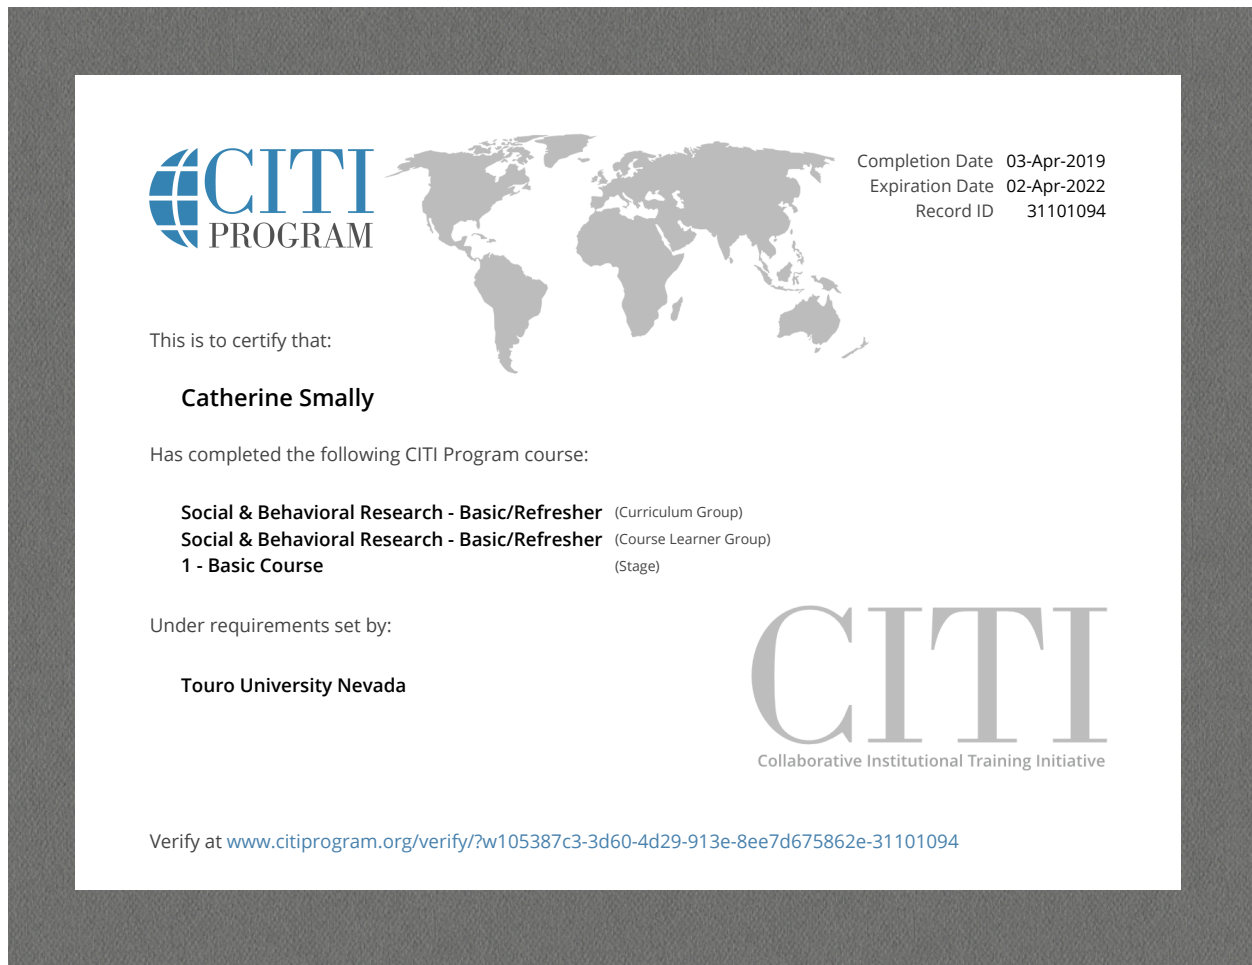 CITI
PROGRAM
Completion Date 03-Apr-2019
Expiration Date 02-Apr-2022
Record ID 31101094
This is to certify that:
Catherine Smally
Has completed the following CITI Program course:
Social & Behavioral Research - Basic/Refresher (Curriculum Group)
Social & Behavioral Research - Basic/Refresher (Course Learner Group)
1 - Basic Course (Stage)
Under requirements set by:
Touro University Nevada
CITI
Collaborative Institutional Training Initiative
Verify at www.citiprogram.org/verify/?w105387c3-3d60-4d29-913e-8ee7d675862e-31101094